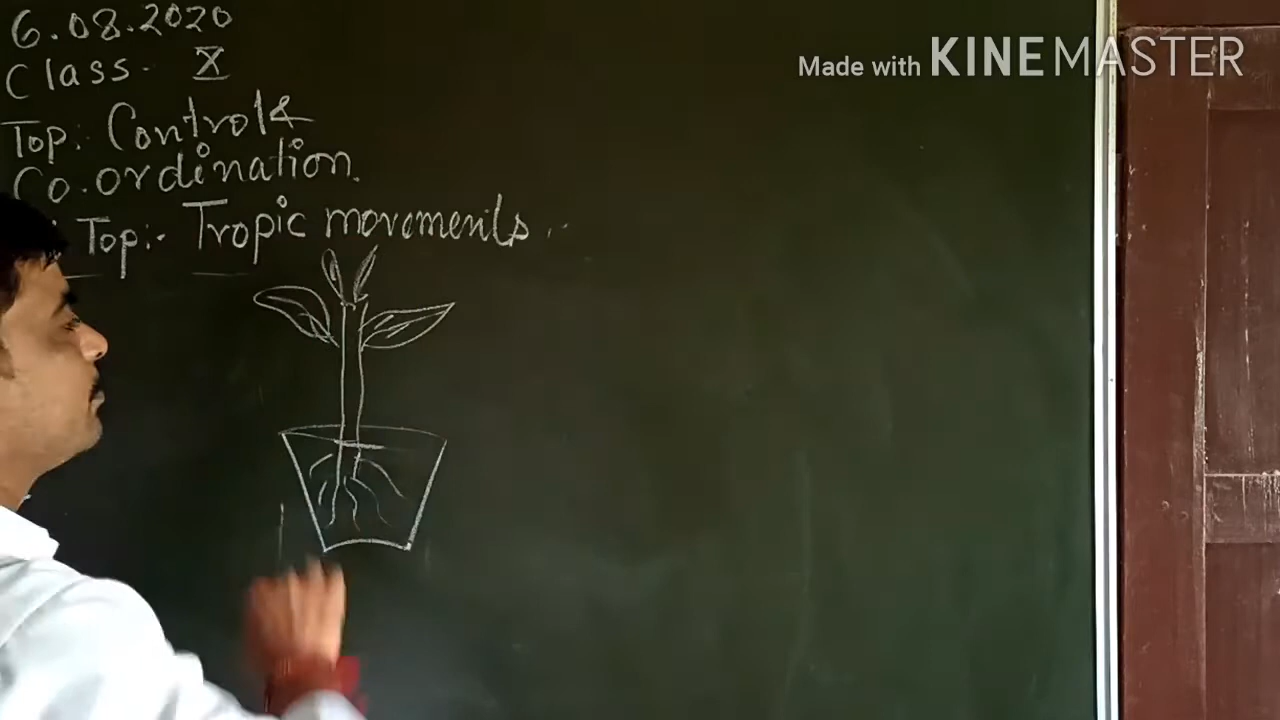 6.08.2020
Class- X
Top:- Control &
Co.ordination.
Top:- Tropic movements
Made with KINEMASTER